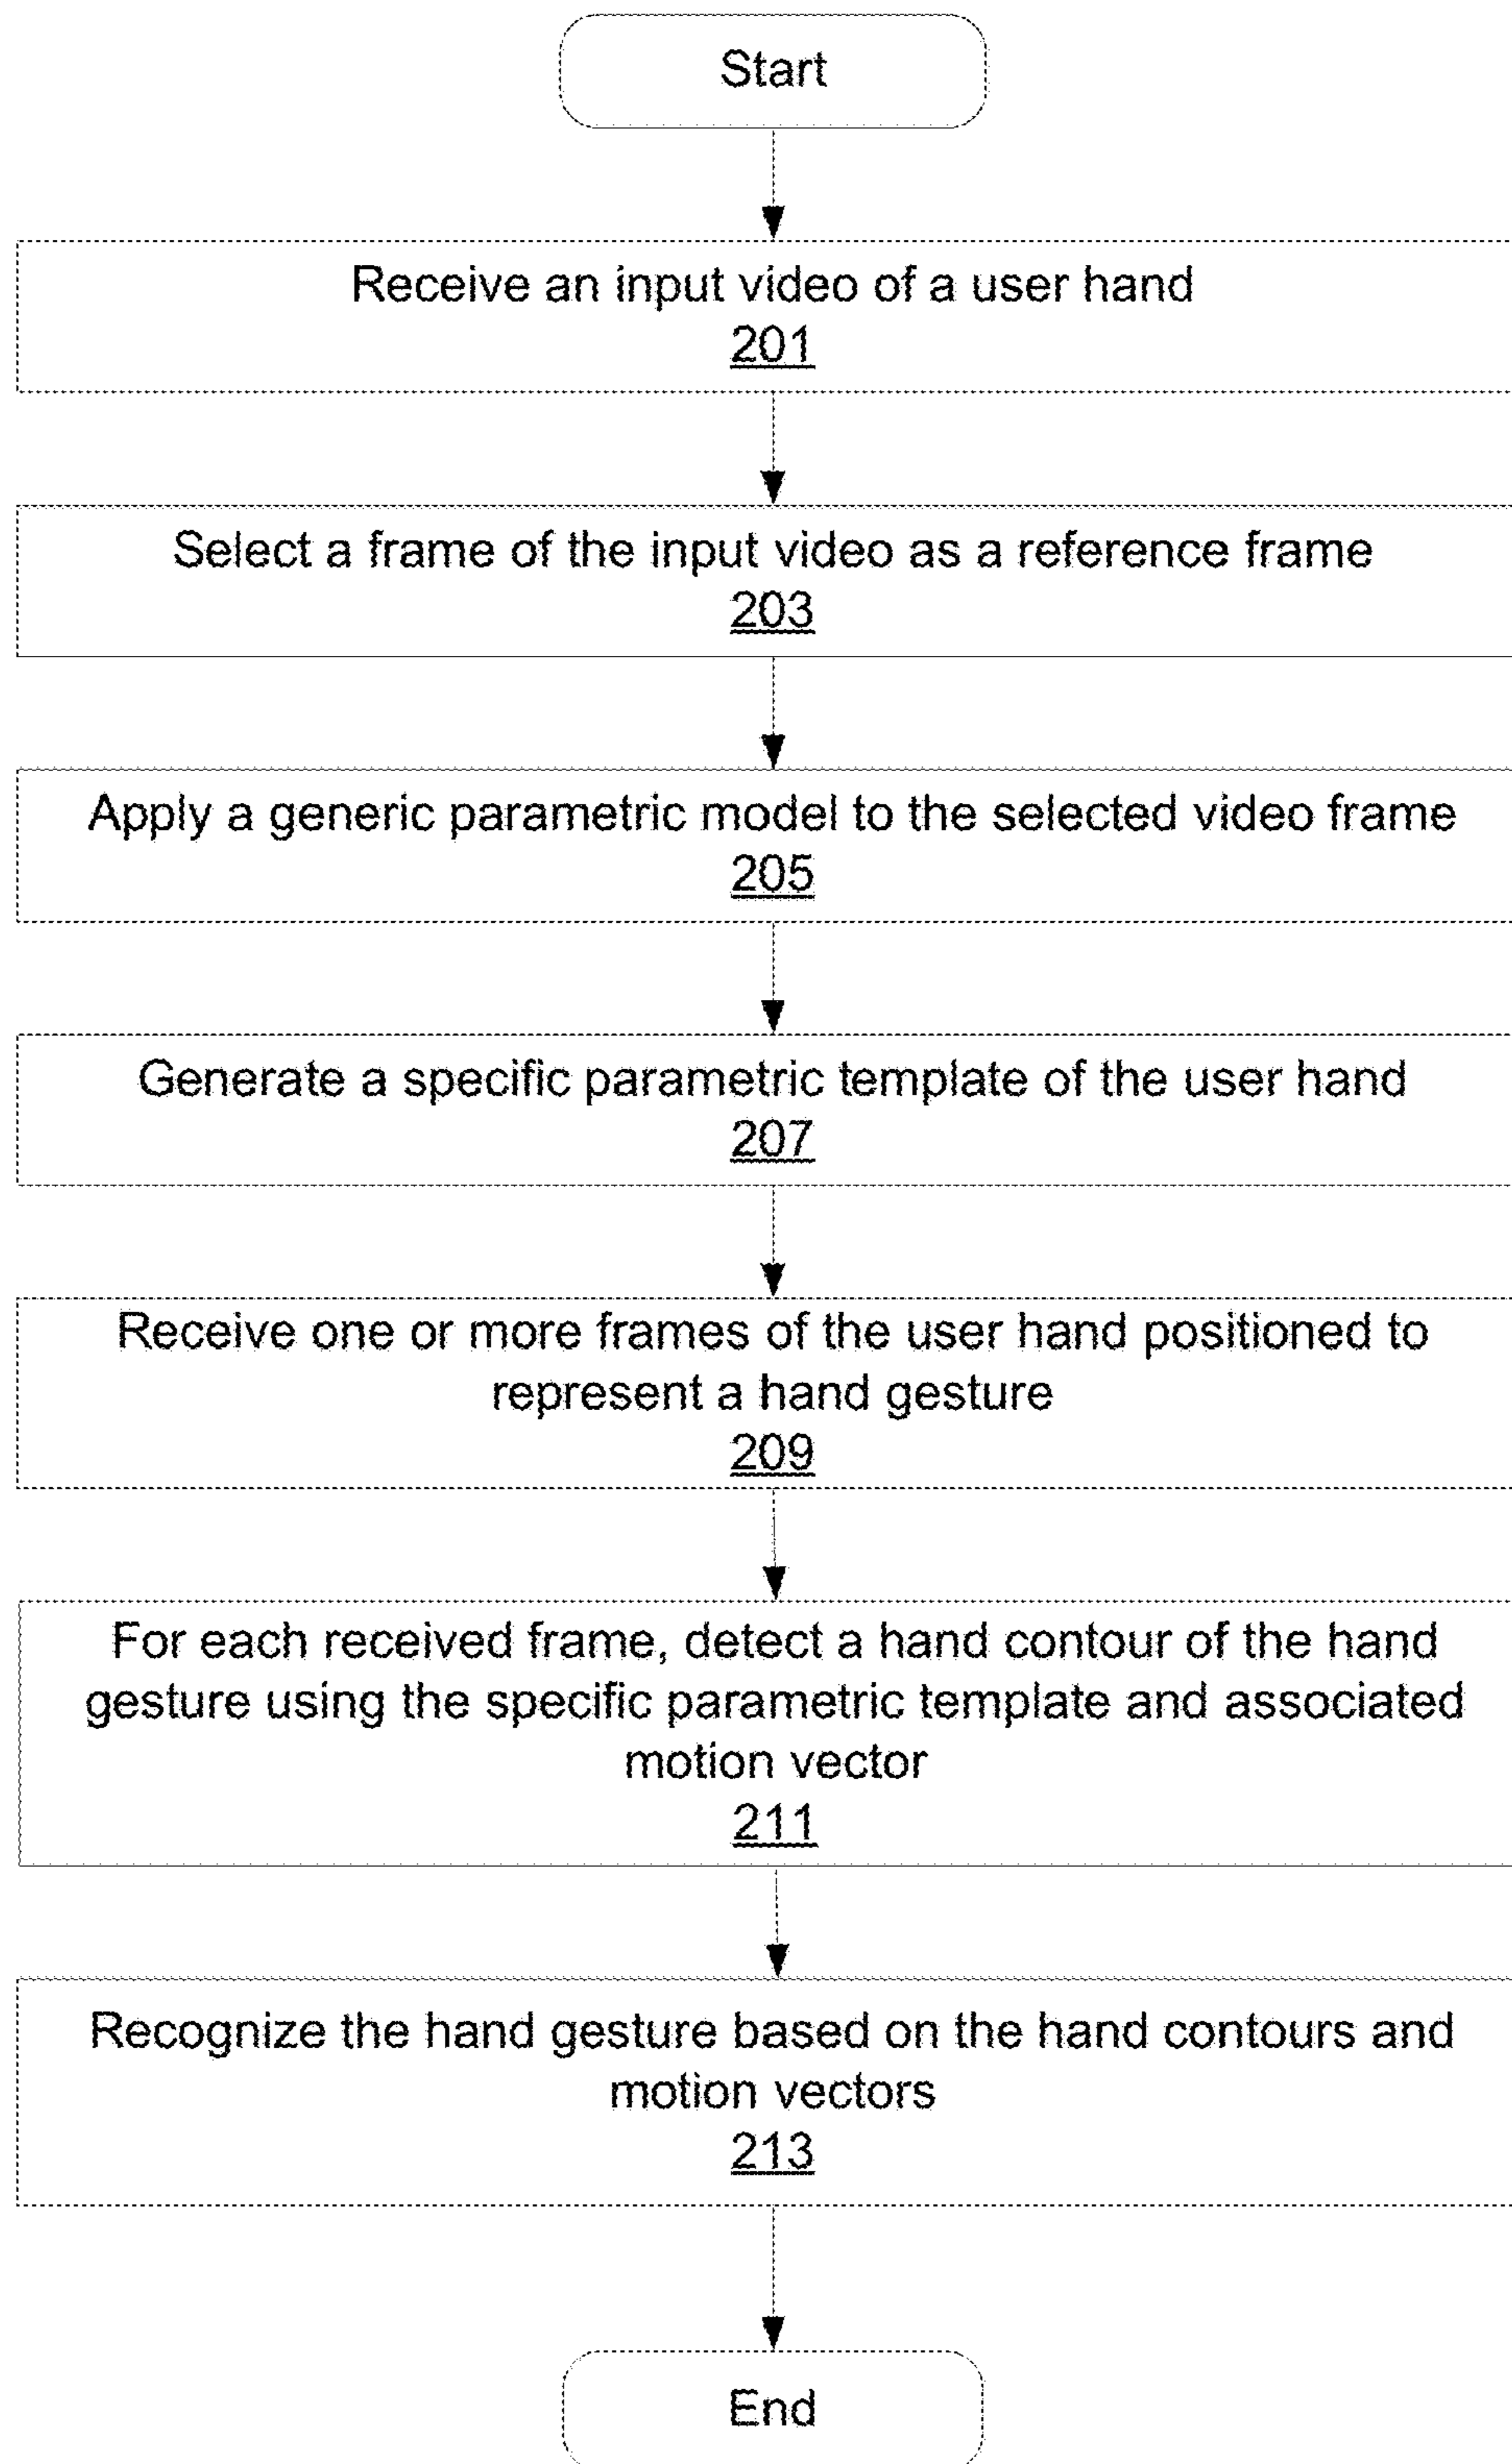 Start
Receive an input video of a user hand
201
Select a frame of the input video as a reference frame
203
Apply a generic parametric model to the selected video frame
205
Generate a specific parametric template of the user hand
207
Receive one or more frames of the user hand positioned to
represent a hand gesture
209
For each received frame, detect a hand contour of the hand
gesture using the specific parametric template and associated
motion vector
211
Recognize the hand gesture based on the hand contours and
motion vectors
213
End